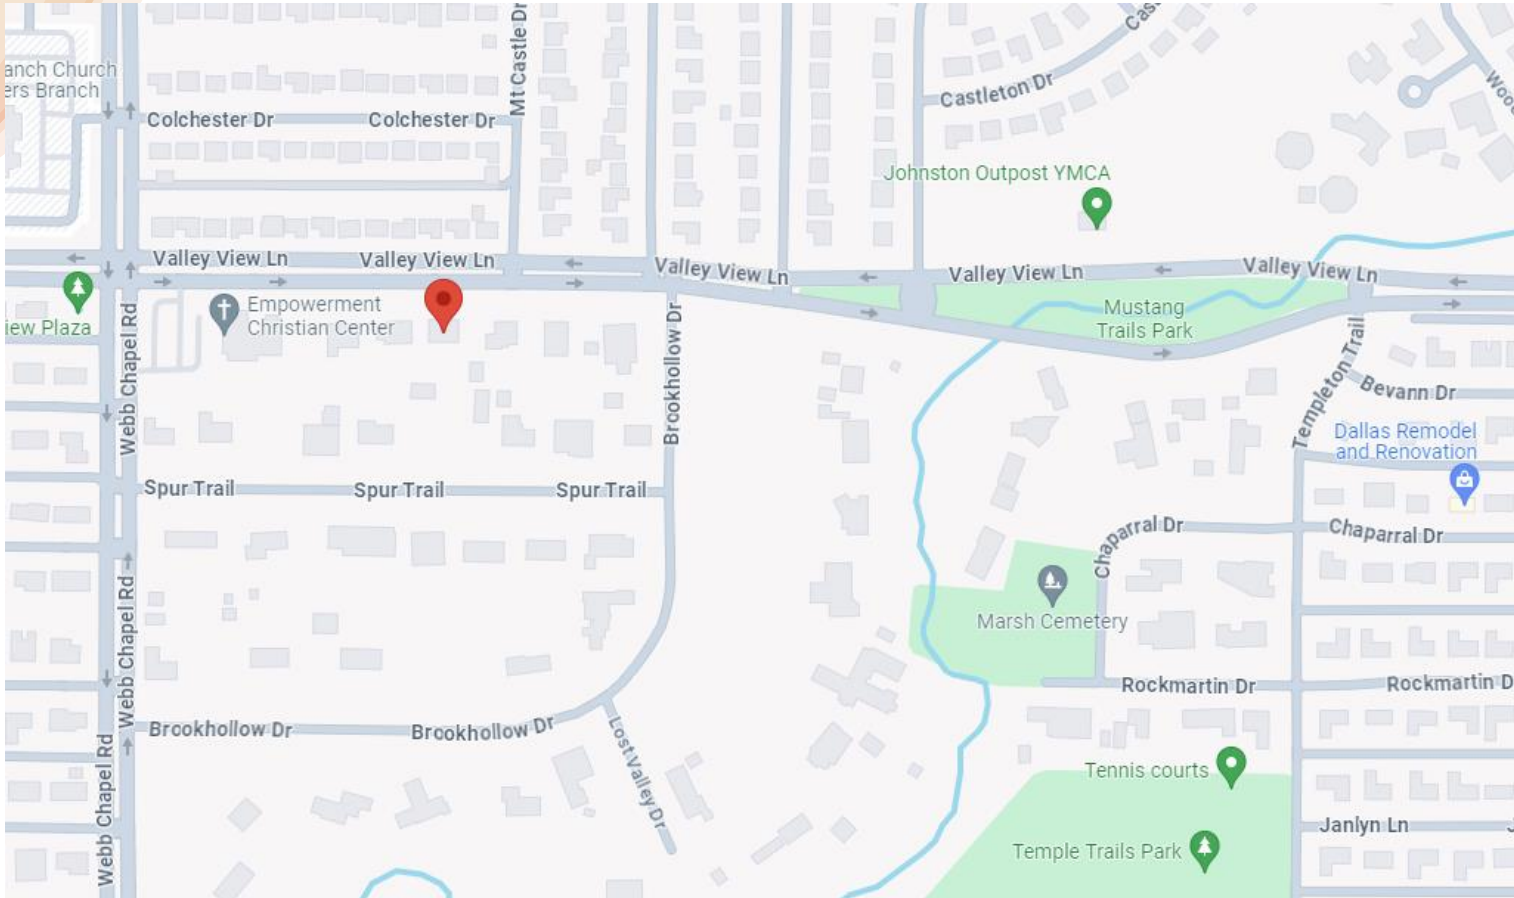 anch Church
ers Branch
Mt Castle Dr
Castleton Dr
Colchester Dr
Colchester Dr
Johnston Outpost YMCA
Valley View Ln
Valley View Ln
Valley View Ln
Valley View Ln
Valley View Ln
Empowerment
Christian Center
iew Plaza
Mustang
Trails Park
Webb Chapel Rd
Brookhollow Dr
Templeton Trail
Bevann Dr
Dallas Remodel
and Renovation
Spur Trail
Spur Trail
Spur Trail
Chaparral Dr
Chaparral Dr
Marsh Cemetery
Webb Chapel Rd
Rockmartin Dr
Rockmartin D
Brookhollow Dr
Brookhollow Dr
Lost Valley Dr
Webb Chapel Rd
Tennis courts
Janlyn Ln
Temple Trails Park